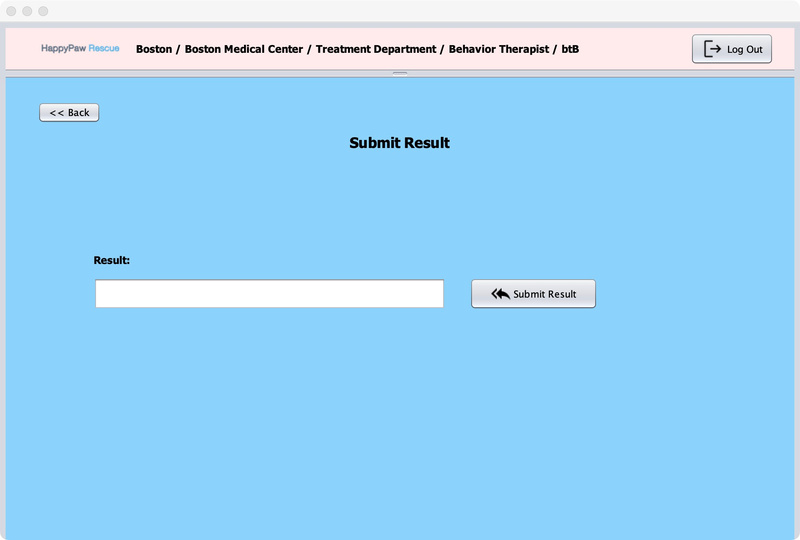 HappyPaw Rescue
Boston / Boston Medical Center / Treatment Department / Behavior Therapist / btB
Log Out
<< Back
Submit Result
Result:
Submit Result